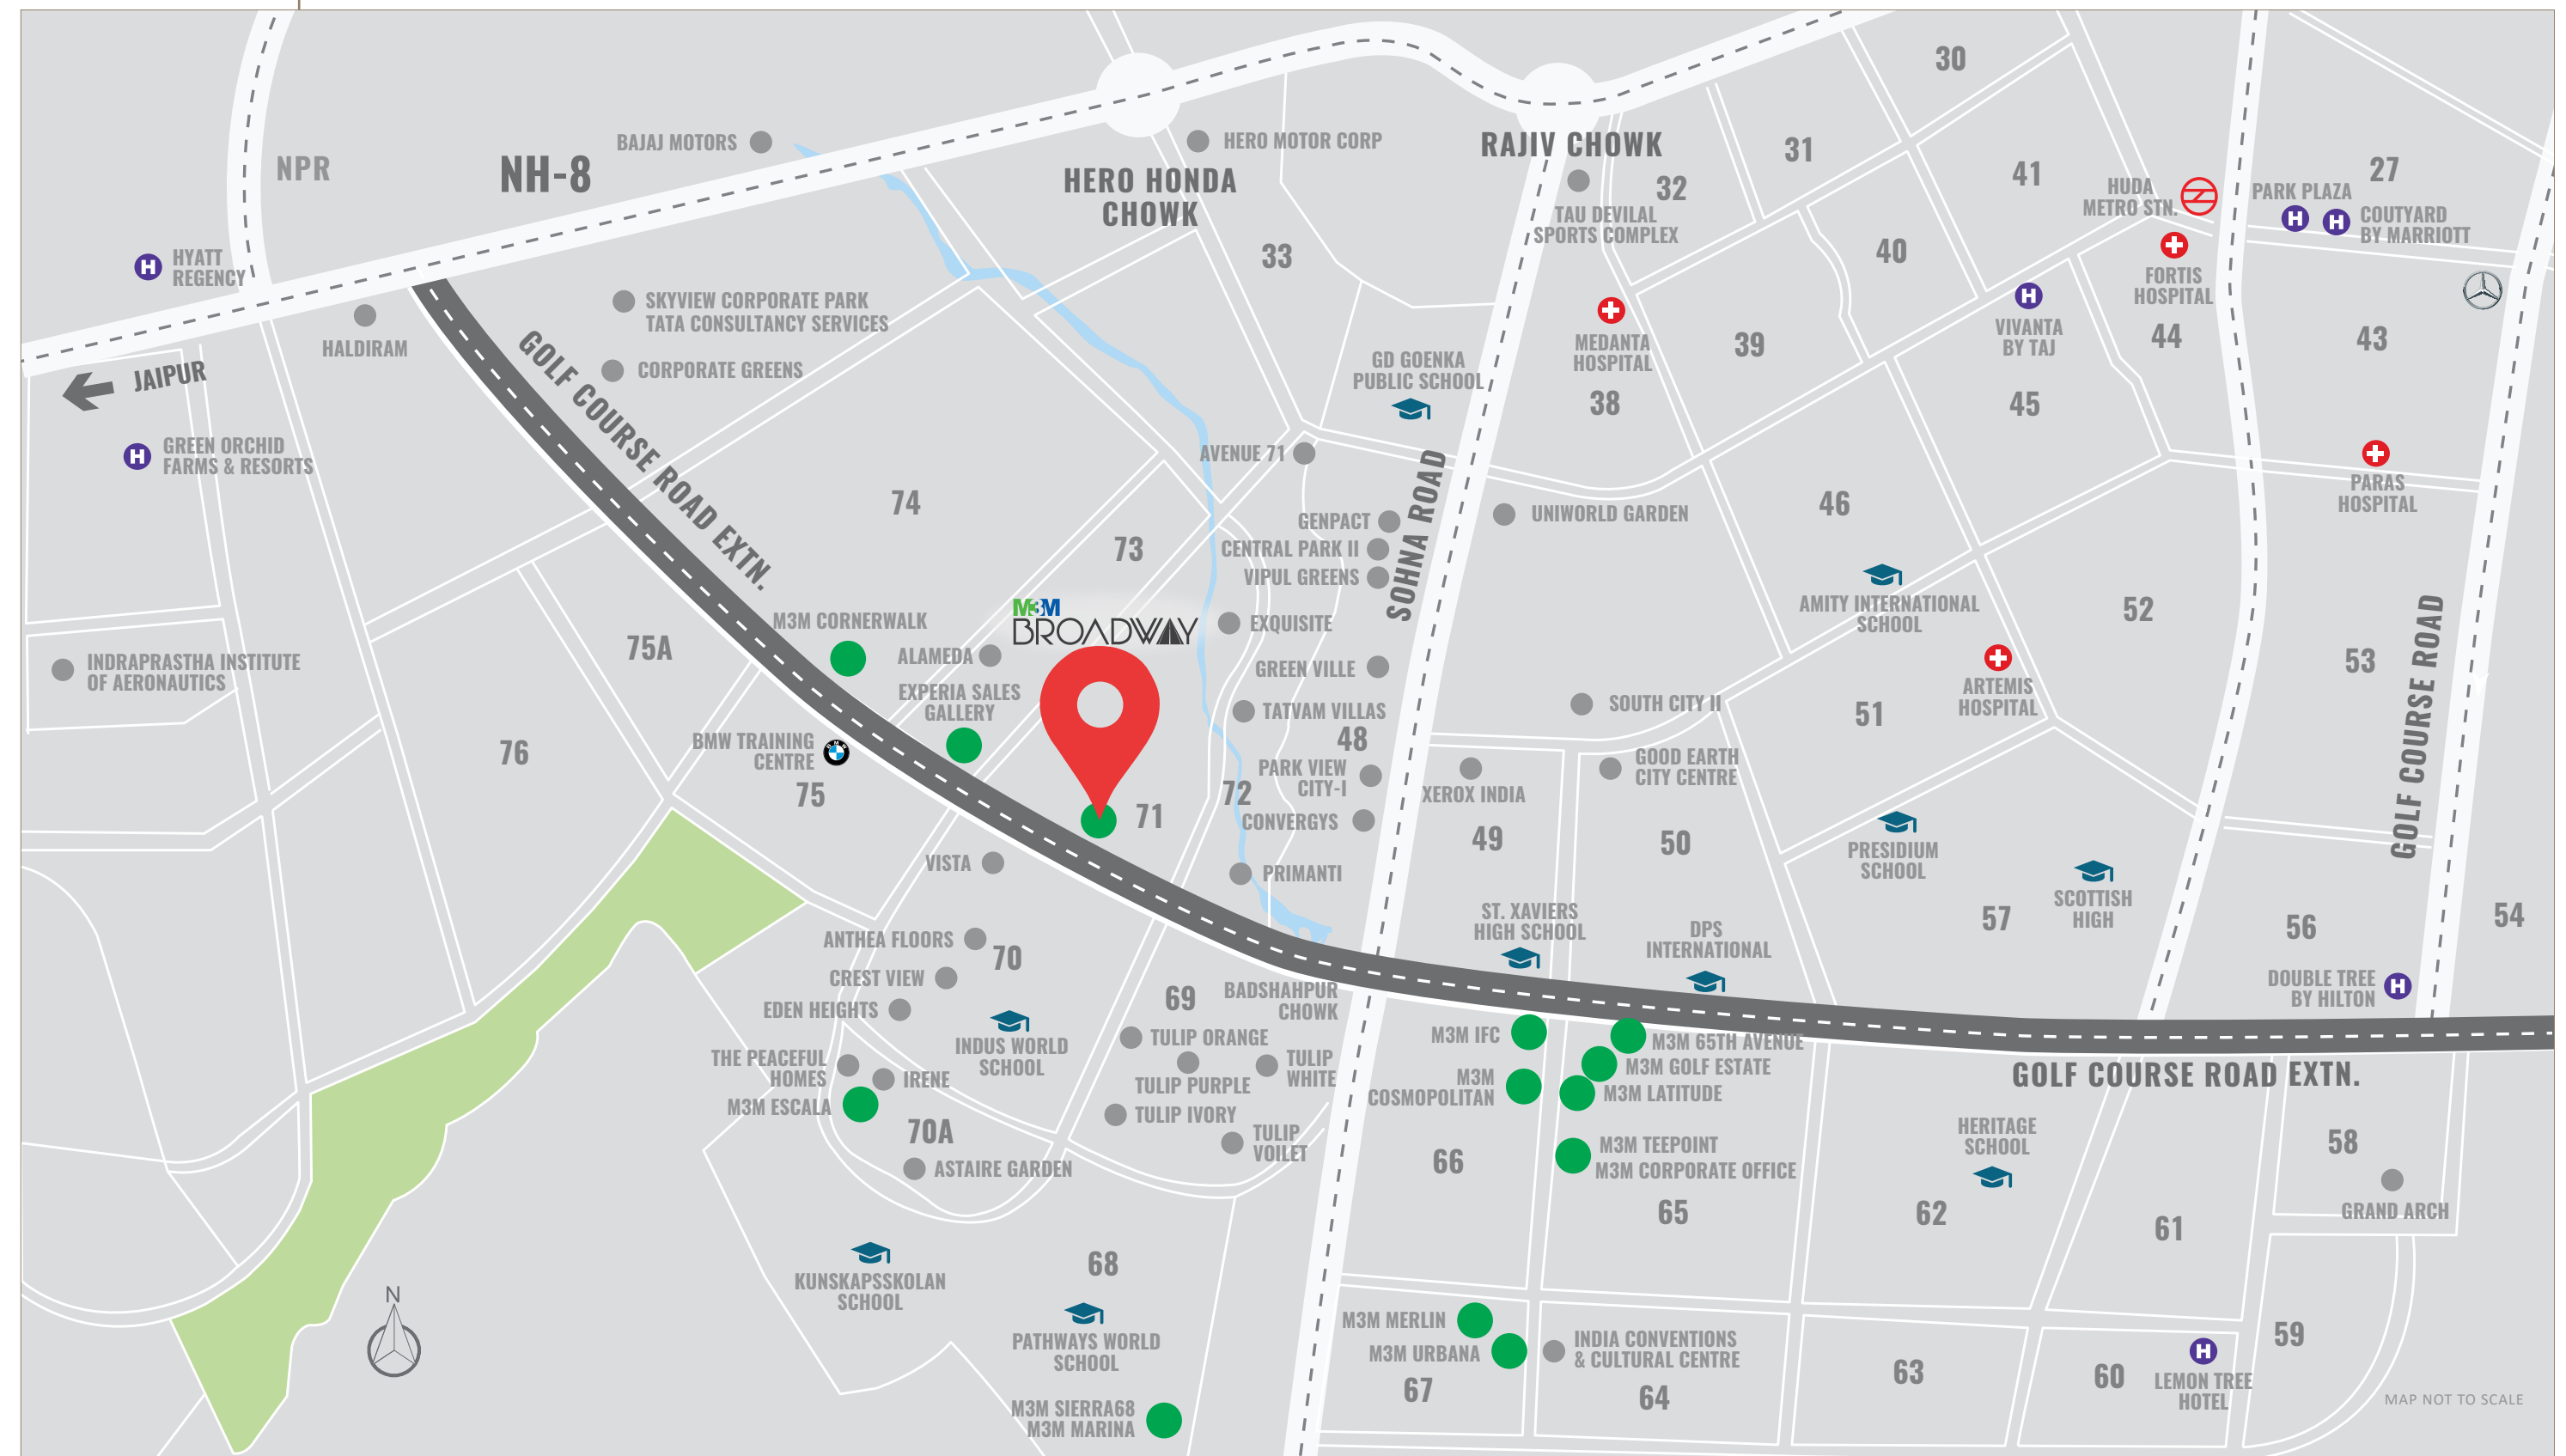 30
NPR
NH-8
BAJAJ MOTORS
HERO MOTOR CORP
HERO HONDA
CHOWK
RAJIV CHOWK
TAU DEVILAL
SPORTS COMPLEX
32
31
41
HUDA
METRO STN.
PARK PLAZA
27
COUTYARD
BY MARRIOTT
HYATT
REGENCY
HALDIRAM
SKYVIEW CORPORATE PARK
TATA CONSULTANCY SERVICES
CORPORATE GREENS
33
40
FORTIS
HOSPITAL
44
43
VIVANTA
BY TAJ
45
MEDANTA
HOSPITAL
38
39
GD GOENKA
PUBLIC SCHOOL
JAIPUR
GREEN ORCHID
FARMS & RESORTS
GOLF COURSE ROAD EXTN.
AVENUE 71
PARAS
HOSPITAL
74
73
46
GENPACT
CENTRAL PARK II
VIPUL GREENS
SOHNA ROAD
UNIWORLD GARDEN
AMITY INTERNATIONAL
SCHOOL
52
53
GOLF COURSE ROAD
M3M
BROADWAY
M3M CORNERWALK
ALAMEDA
EXPERIA SALES
GALLERY
EXQUISITE
GREEN VILLE
TATVAM VILLAS
48
75A
INDRAPRASTHA INSTITUTE
OF AERONAUTICS
76
BMW TRAINING
CENTRE
BMW
75
SOUTH CITY II
51
ARTEMIS
HOSPITAL
PARK VIEW
CITY-I
72
71
CONVERGYS
XEROX INDIA
GOOD EARTH
CITY CENTRE
49
50
PRESIDIUM
SCHOOL
SCOTTISH
HIGH
57
56
54
VISTA
PRIMANTI
ST. XAVIERS
HIGH SCHOOL
DPS
INTERNATIONAL
DOUBLE TREE
BY HILTON
ANTHEA FLOORS
70
CREST VIEW
EDEN HEIGHTS
69
BADSHAHPUR
CHOWK
INDUS WORLD
SCHOOL
TULIP ORANGE
TULIP PURPLE
TULIP
WHITE
TULIP IVORY
TULIP
VOILET
THE PEACEFUL
HOMES
IRENE
M3M ESCALA
70A
ASTAIRE GARDEN
M3M IFC
M3M 65TH AVENUE
M3M GOLF ESTATE
M3M
COSMOPOLITAN
M3M LATITUDE
M3M TEEPOINT
M3M CORPORATE OFFICE
66
65
GOLF COURSE ROAD EXTN.
HERITAGE
SCHOOL
62
61
58
GRAND ARCH
KUNSKAPSSKOLAN
SCHOOL
68
PATHWAYS WORLD
SCHOOL
M3M SIERRA68
M3M MARINA
M3M MERLIN
M3M URBANA
67
INDIA CONVENTIONS
& CULTURAL CENTRE
64
63
60
LEMON TREE
HOTEL
59
N
MAP NOT TO SCALE